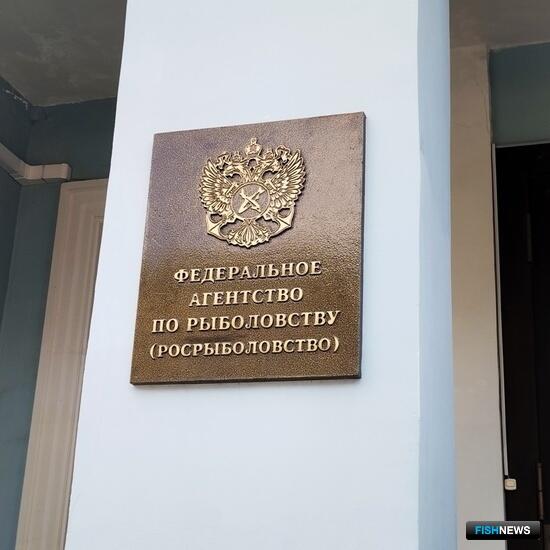 ФЕДЕРАЛЬНОЕ
АГЕНТСТВО
ПО РЫБОЛОВСТВУ
(РОСРЫБОЛОВСТВО)
FISHNEWS